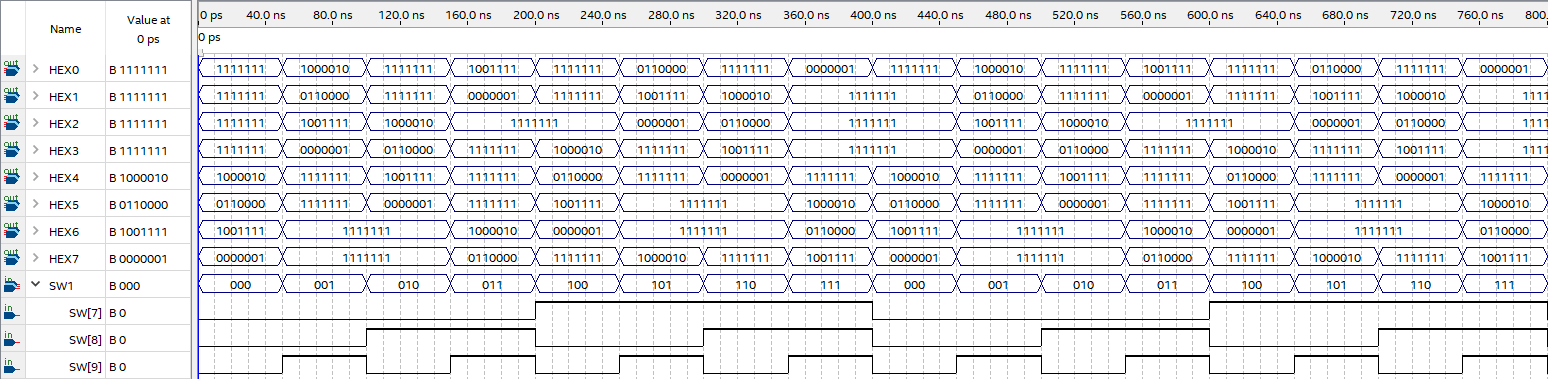 Name Value at 0 ps
0 ps 40.0 ns 80.0 ns 120.0 ns 160.0 ns 200.0 ns 240.0 ns 280.0 ns 320.0 ns 360.0 ns 400.0 ns 440.0 ns 480.0 ns 520.0 ns 560.0 ns 600.0 ns 640.0 ns 680.0 ns 720.0 ns 760.0 ns 800.
0 ps
out HEX0 B 1111111 1111111 1000010 1111111 1001111 1111111 0110000 1111111 0000001 1111111 1000010 1111111 1001111 1111111 0110000 1111111 0000001
out HEX1 B 1111111 1111111 0110000 1111111 0000001 1111111 1001111 1000010 1111111 0110000 1111111 0000001 1111111 1001111 1000010 1111
out HEX2 B 1111111 1111111 1001111 1000010 1111111 0000001 0110000 1111111 1001111 1000010 1111111 0000001 0110000 1111
out HEX3 B 1111111 1111111 0000001 0110000 1111111 1000010 1111111 1001111 1111111 0000001 0110000 1111111 1000010 1111111 1001111 1111
out HEX4 B 1000010 1000010 1111111 1001111 1111111 0110000 1111111 0000001 1111111 1000010 1111111 1001111 1111111 0110000 1111111 0000001 1111111
out HEX5 B 0110000 0110000 1111111 0000001 1111111 1001111 1111111 1000010 0110000 1111111 0000001 1111111 1001111 1111111 1000010
out HEX6 B 1001111 1001111 1111111 1000010 0000001 1111111 0110000 1001111 1111111 1000010 0000001 1111111 0110000
out HEX7 B 0000001 0000001 1111111 0110000 1111111 1000010 1111111 1001111 0000001 1111111 0110000 1111111 1000010 1111111 1001111
in SW1 B 000 000 001 010 011 100 101 110 111 000 001 010 011 100 101 110 111
in SW[7] B 0
in SW[8] B 0
in SW[9] B 0